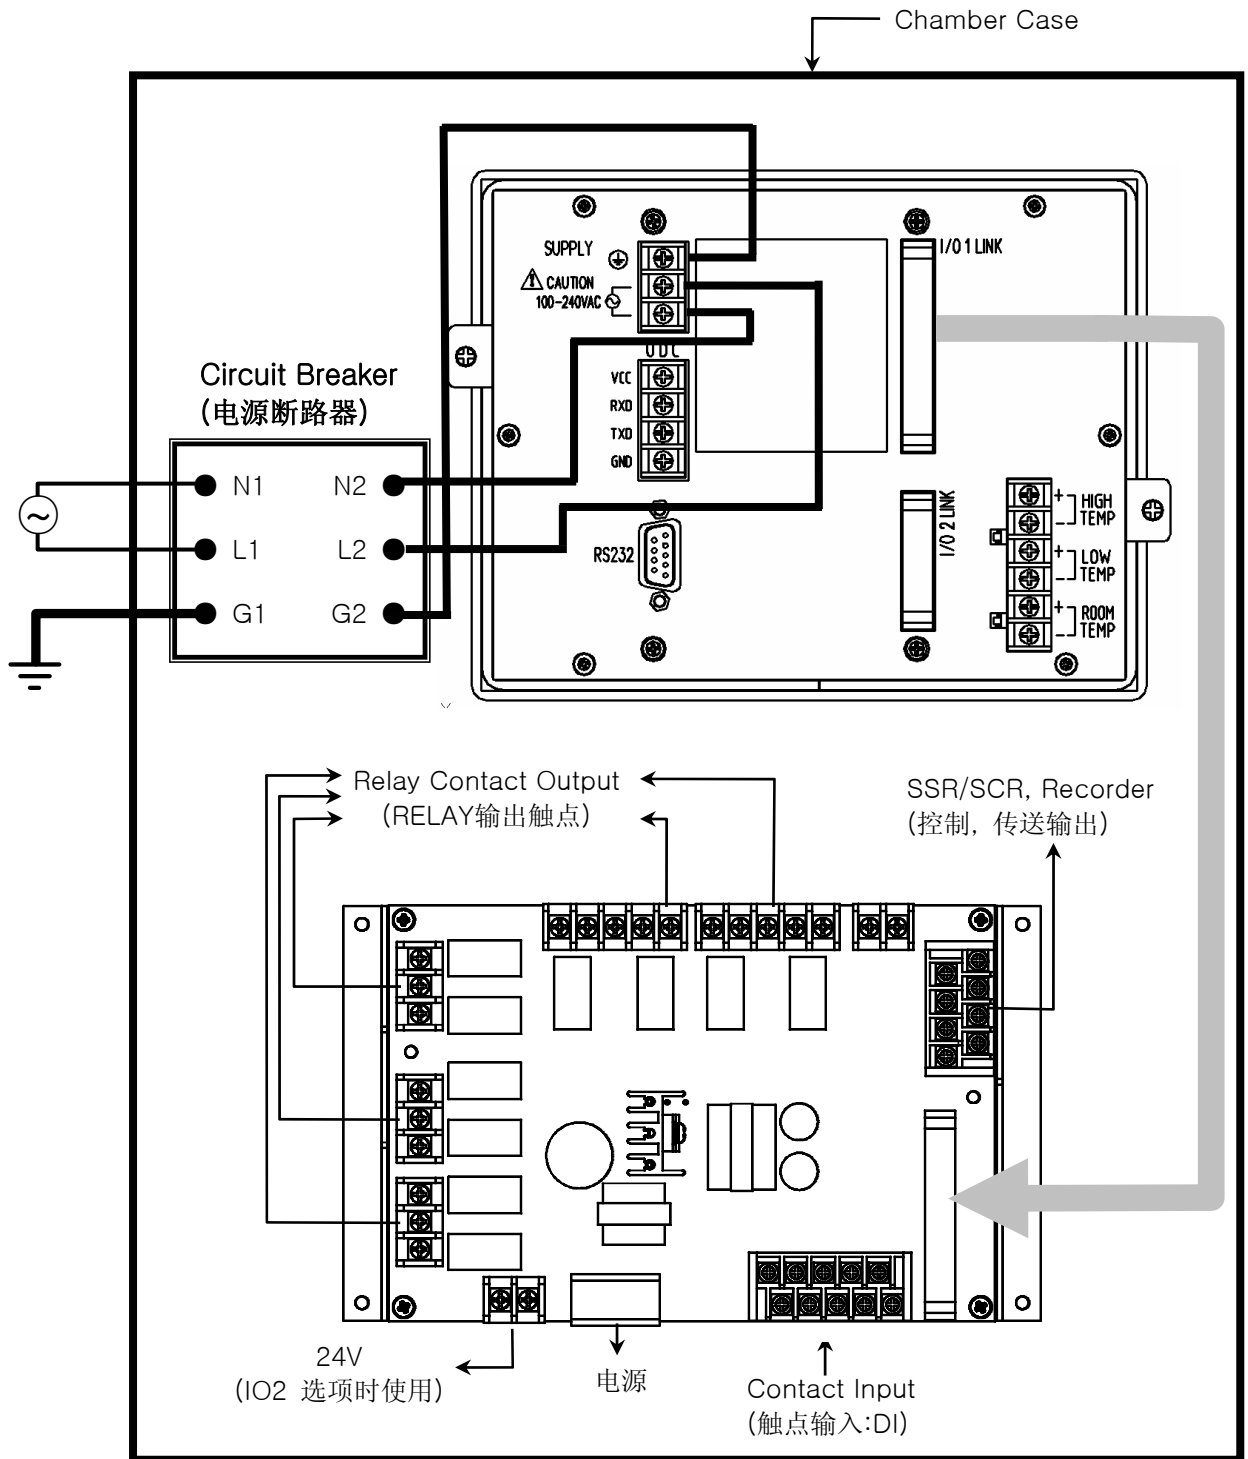 Chamber Case
SUPPLY
CAUTION
100-240VAC
I/O 1 LINK
Circuit Breaker
(电源断路器)
VCC
RXD
TXD
GND
N1
N2
L1
L2
G1
G2
RS232
I/O 2 LINK
+ HIGH
- TEMP
+ LOW
- TEMP
+ ROOM
- TEMP
Relay Contact Output
(RELAY输出触点)
SSR/SCR, Recorder
(控制, 传送输出)
24V
(IO2 选项时使用)
电源
Contact Input
(触点输入:DI)